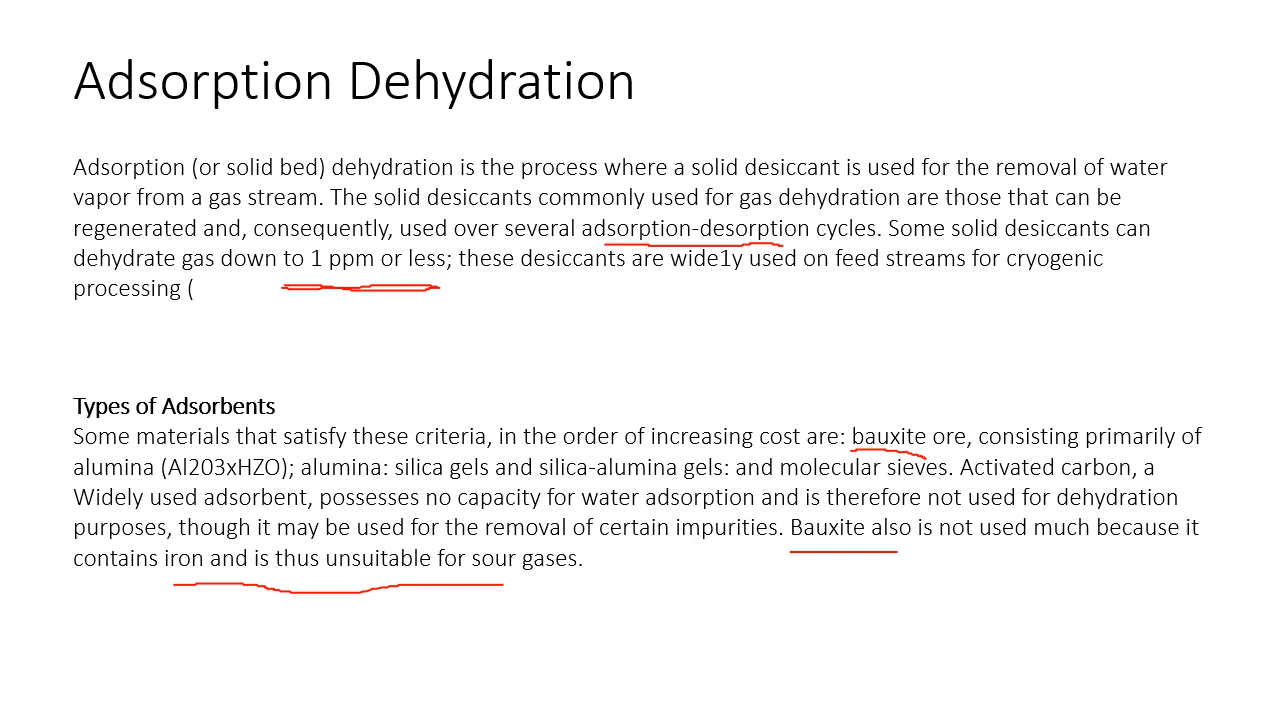 Adsorption Dehydration
Adsorption (or solid bed) dehydration is the process where a solid desiccant is used for the removal of water
vapor from a gas stream. The solid desiccants commonly used for gas dehydration are those that can be
regenerated and, consequently, used over several adsorption-desorption cycles. Some solid desiccants can
dehydrate gas down to 1 ppm or less; these desiccants are wide1y used on feed streams for cryogenic
processing (
Types of Adsorbents
Some materials that satisfy these criteria, in the order of increasing cost are: bauxite ore, consisting primarily of
alumina (Al203xHZO); alumina: silica gels and silica-alumina gels: and molecular sieves. Activated carbon, a
Widely used adsorbent, possesses no capacity for water adsorption and is therefore not used for dehydration
purposes, though it may be used for the removal of certain impurities. Bauxite also is not used much because it
contains iron and is thus unsuitable for sour gases.